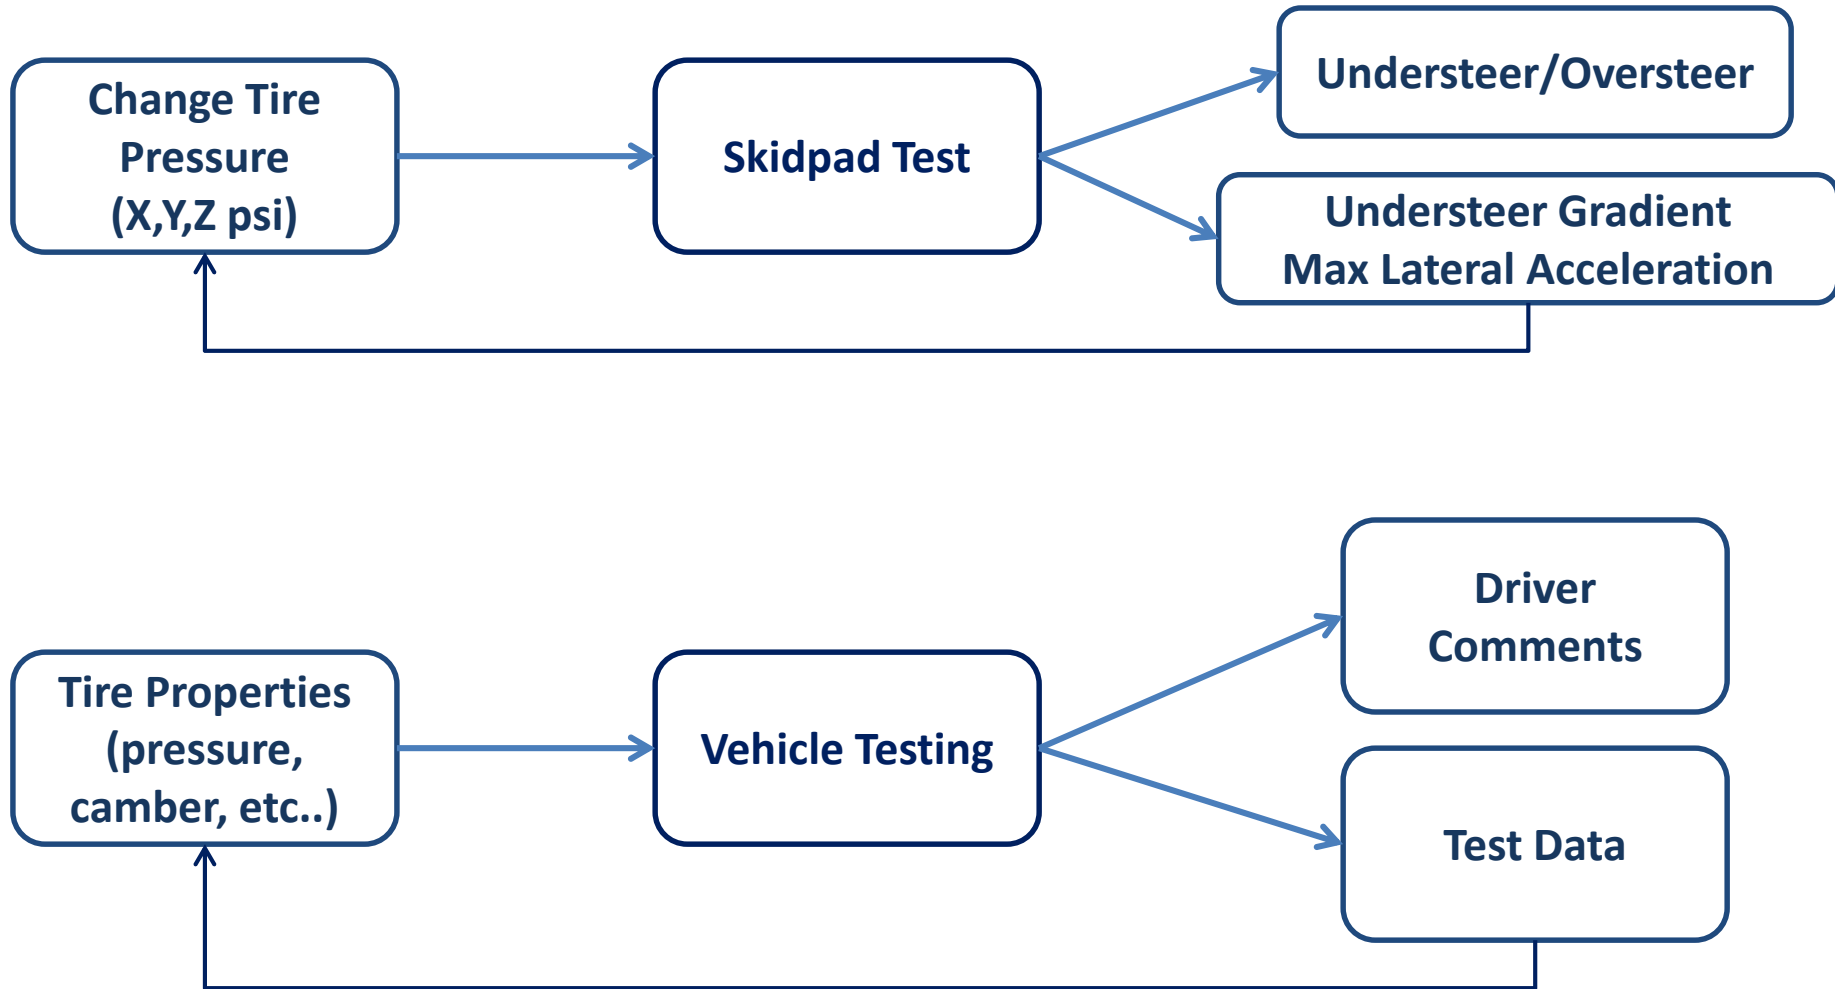 Change Tire
Pressure
(X,Y,Z psi)
Skidpad Test
Understeer/Oversteer
Understeer Gradient
Max Lateral Acceleration
Tire Properties
(pressure,
camber, etc..)
Vehicle Testing
Driver
Comments
Test Data